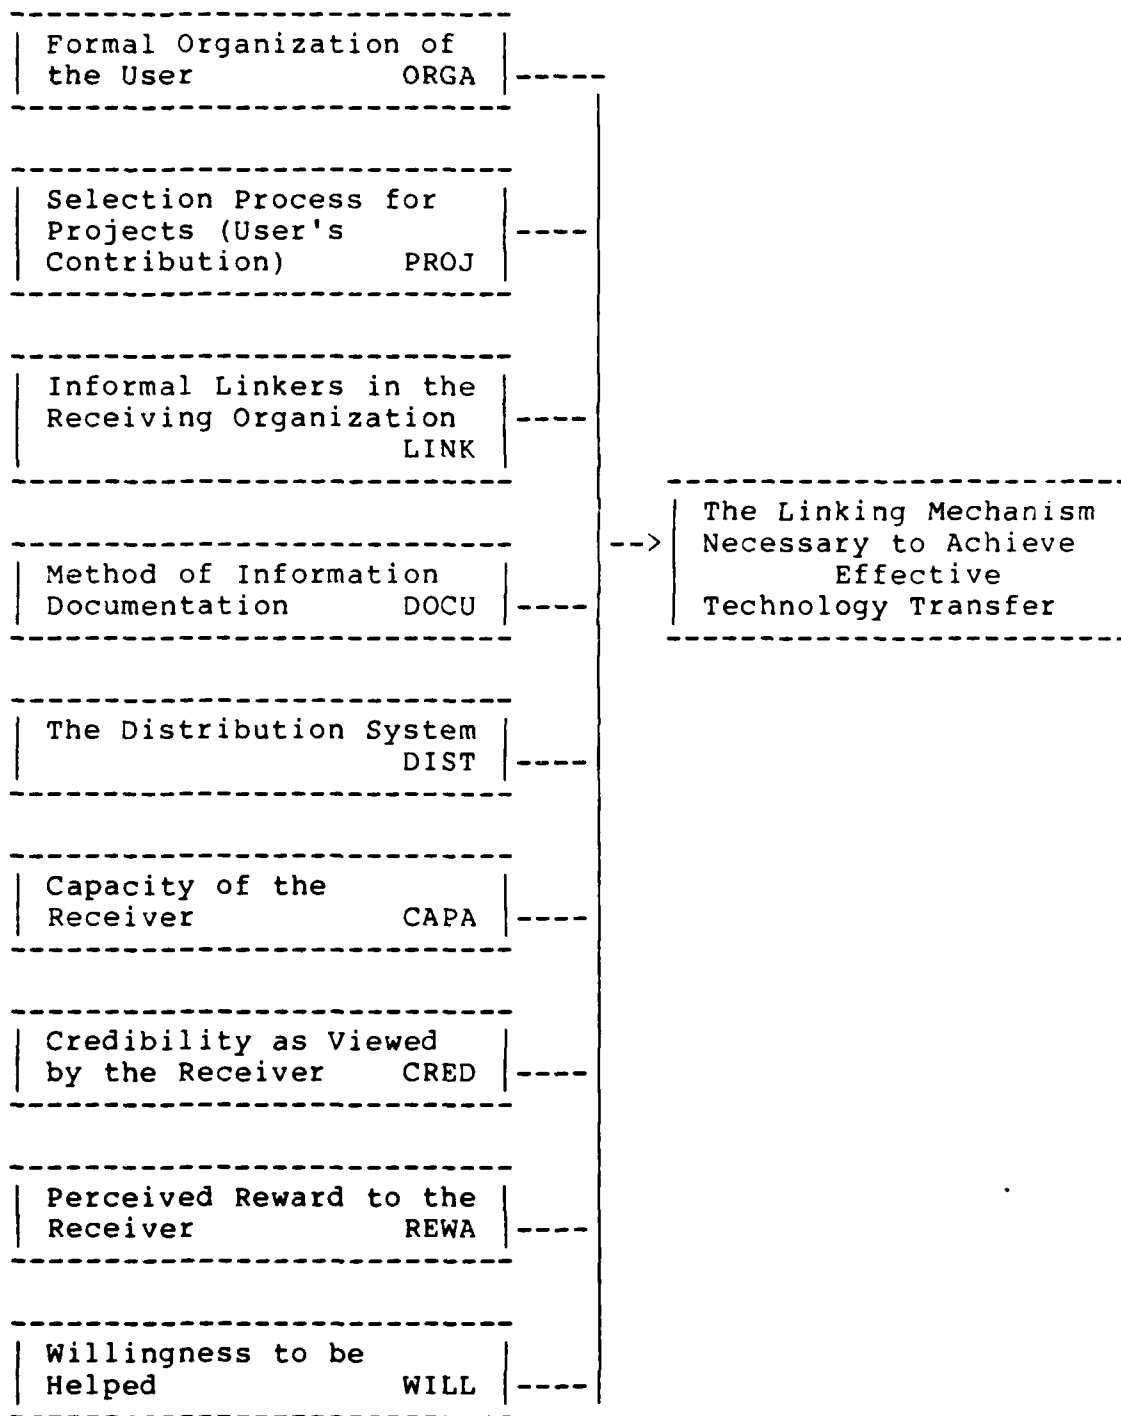 Formal Organization of
the User ORGA
Selection Process for
Projects (User's
Contribution) PROJ
Informal Linkers in the
Receiving Organization
LINK
Method of Information
Documentation DOCU
The Distribution System
DIST
Capacity of the
Receiver CAPA
Credibility as Viewed
by the Receiver CRED
Perceived Reward to the
Receiver REWA
Willingness to be
Helped WILL
The Linking Mechanism
Necessary to Achieve
Effective
Technology Transfer